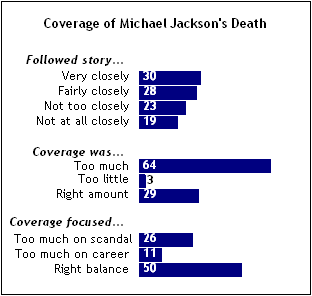 Coverage of Michael Jackson's Death
Followed story...
Very closely 30
Fairly closely 28
Not too closely 23
Not at all closely 19
Coverage was...
Too much 64
Too little 3
Right amount 29
Coverage focused...
Too much on scandal 26
Too much on career 11
Right balance 50